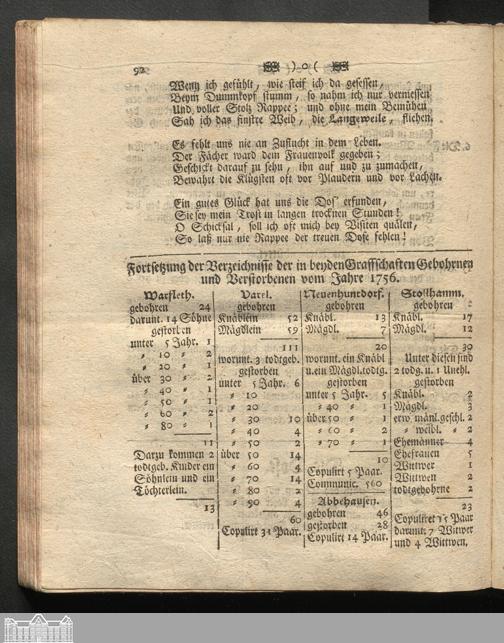 92 ) o (
Wenn ich gefühlt, wie steif ich da gesessen,
Beym Dummkopf stumm, so nahm ich nur vermessen
Und voller Stolz Rappee; und ohne mein Bemühen
Sah ich das finstre Weib, die Langeweile, fliehen.
Es fehlt uns nie an Zuflucht in dem Leben.
Der Fächer ward dem Frauenvolk gegeben;
Geschickt darauf zu sehn, ihn auf und zu zumachen,
Bewahrt die Klügsten oft vor Plaudern und vor Lachen.
Ein gutes Glück hat uns die Dos' erfunden,
Sie sey mein Trost in langen trocknen Stunden!
O Schicksal, soll ich oft mich bey Visiten quälen,
So laß nur nie Rappee der treuen Dose fehlen!
Fortsetzung der Verzeichnisse der in beyden Graffschaften Gebohrnen
und Verstorbenen vom Jahre 1756.
Warfleth.
gebohren 24
darunt. 14 Söhne
gestorben
unter 5 Jahr. 1
" 10 " 2
" 20 " 1
über 30 " 2
" 40 " 1
" 50 " 1
" 60 " 2
" 80 " 1
11
Darzu kommen 2
todtgeb. Kinder ein
Söhnlein und ein
Töchterlein.
13
Varel.
gebohren
Knäblein 52
Mägdlein 59
111
worunt. 3 todtgeb.
gestorben
unter 5 Jahr. 6
" 10
" 20
" 30 10
" 40 4
" 50 2
über 50 14
" 60 4
" 70 14
" 80 2
" 90 4
60
Copulirt 31 Paar.
Neuenhuntdorf.
gebohren
Knäbl. 13
Mägdl. 7
20
worunt. ein Knäbl
u. ein Mägdl. todtg.
gestorben
unter 5 Jahr. 5
" 40 " 1
über 50 " 1
" 60 " 2
" 70 " 1
10
Copulirt 5 Paar.
Communic. 560
Abbehausen.
gebohren 46
gestorben 28
Copulirt 14 Paar.
Stollhamm.
gebohren
Knäbl. 17
Mägdl. 12
30
Unter diesen sind
2 todg. u. 1 Unehl.
gestorben
Knäbl. 2
Mägdl. 3
erw. männl. geschl. 2
" weibl. " 2
Ehemänner 4
Ehefrauen 5
Wittwer 1
Wittwen 2
todtgebohrne 2
23
Copuliret 15 Paar
darunt. 7 Witwer
und 4 Wittwen.